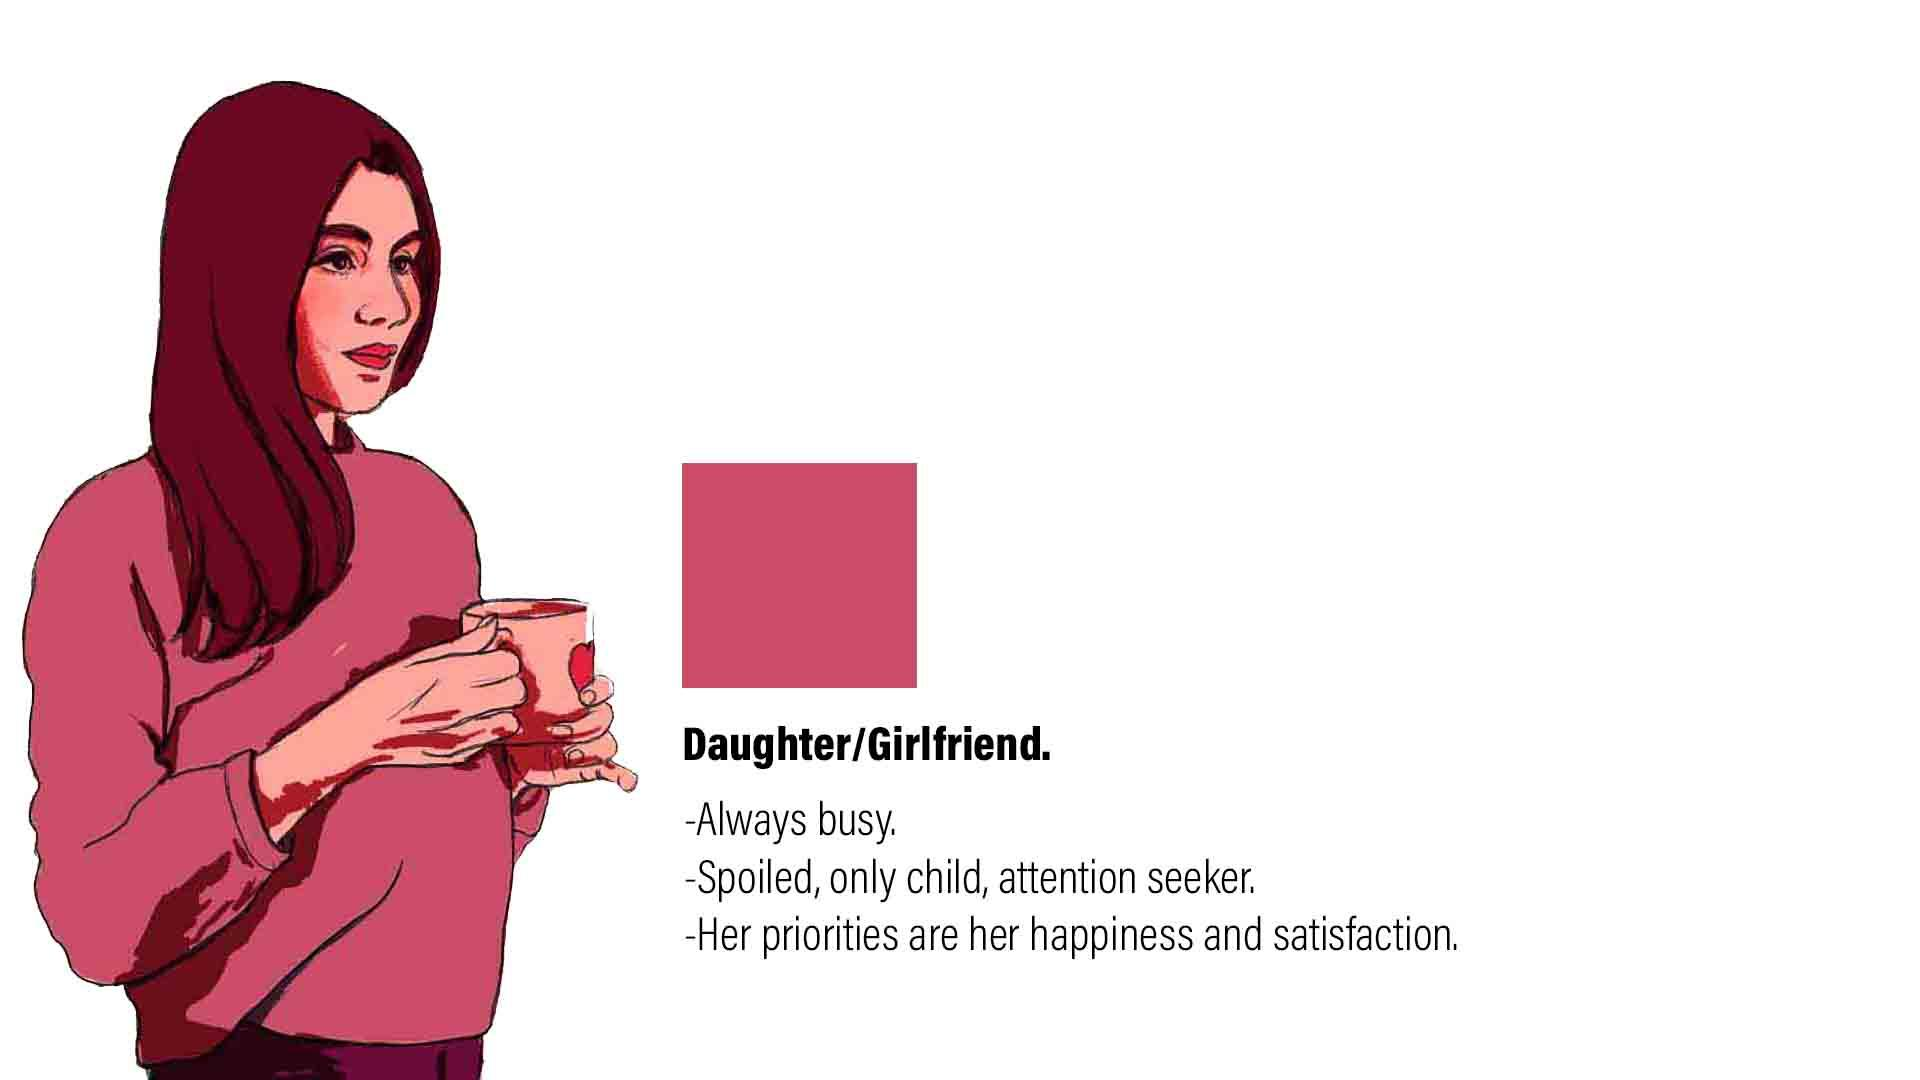 Daughter/Girlfriend.
-Always busy.
-Spoiled, only child, attention seeker.
-Her priorities are her happiness and satisfaction.